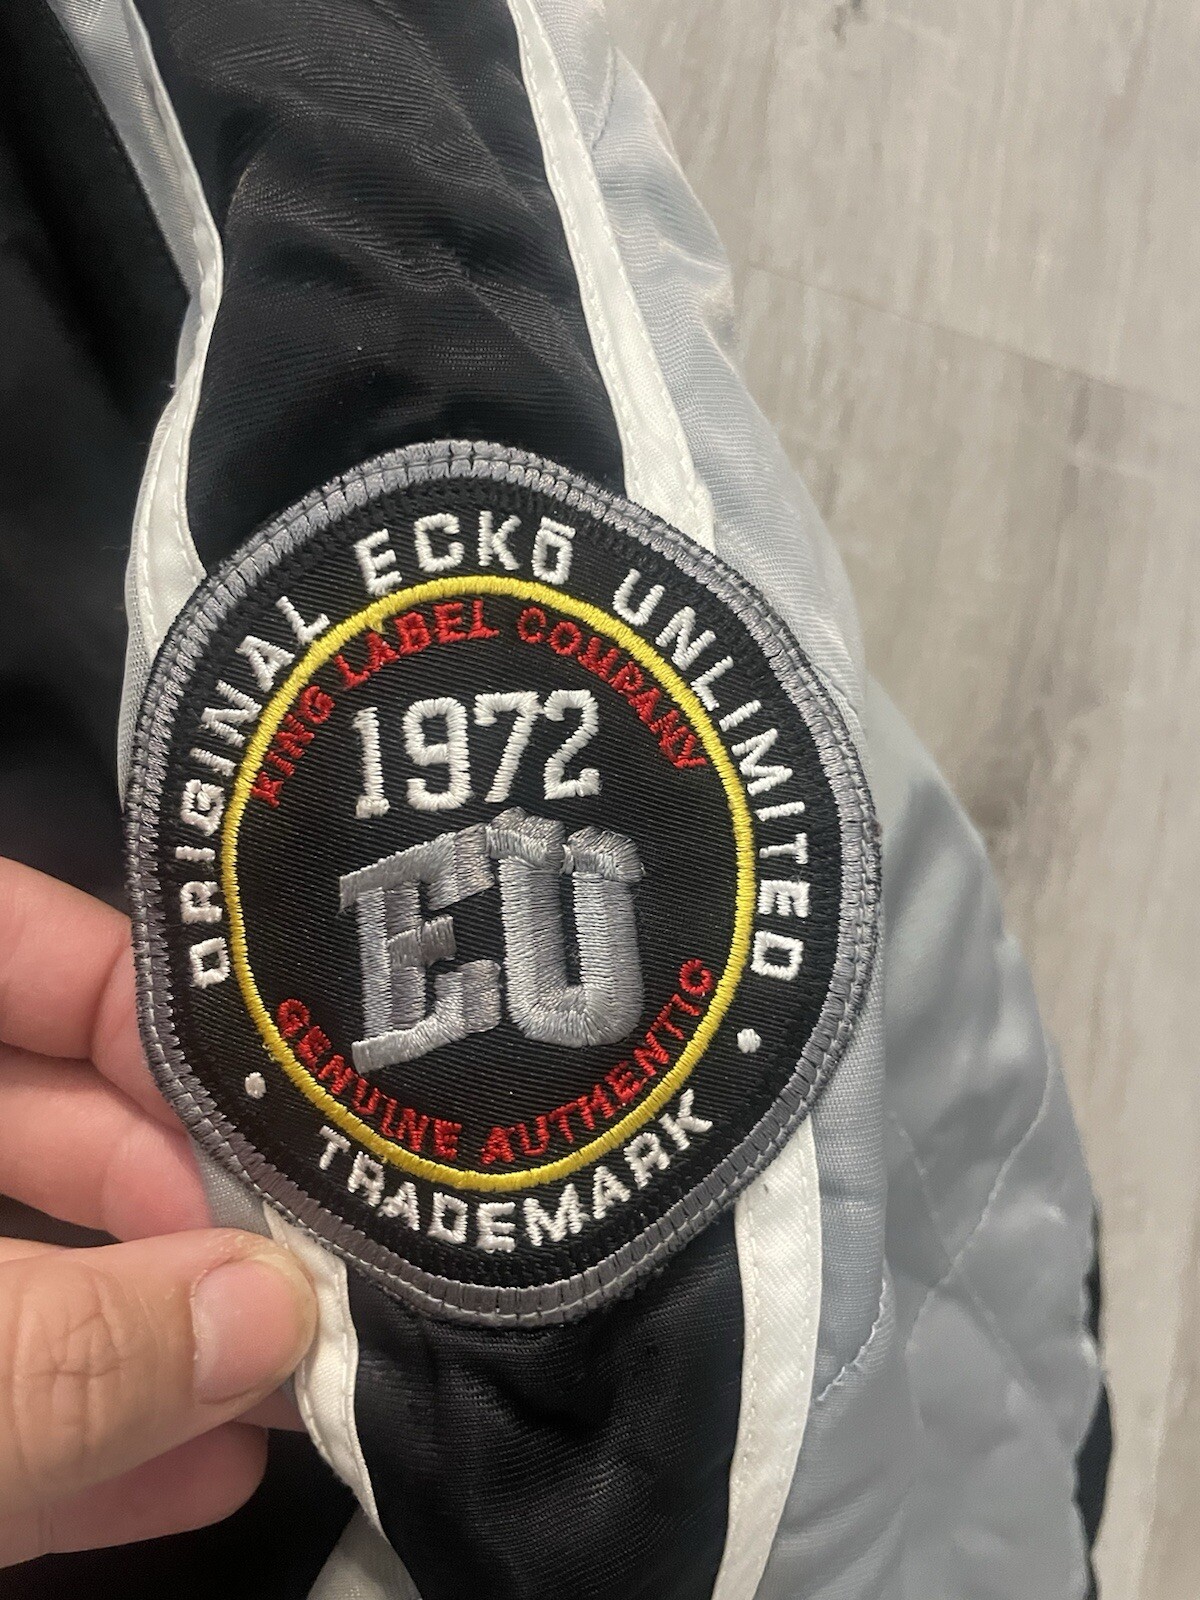 ORIGINAL ECKŌ UNLIMITED
KING LABEL COMPANY
1972
EU
GENUINE AUTHENTIC
TRADEMARK